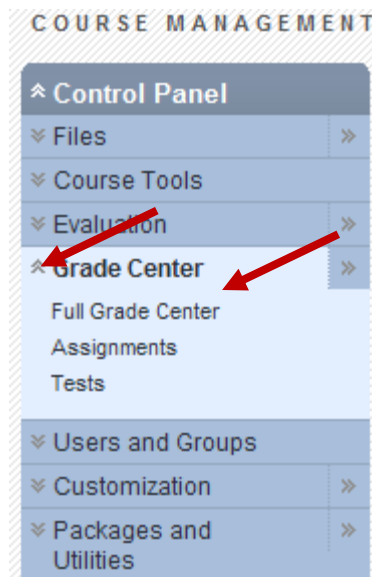 COURSE MANAGEMENT
Control Panel
Files
Course Tools
Evaluation
Grade Center
Full Grade Center
Assignments
Tests
Users and Groups
Customization
Packages and
Utilities